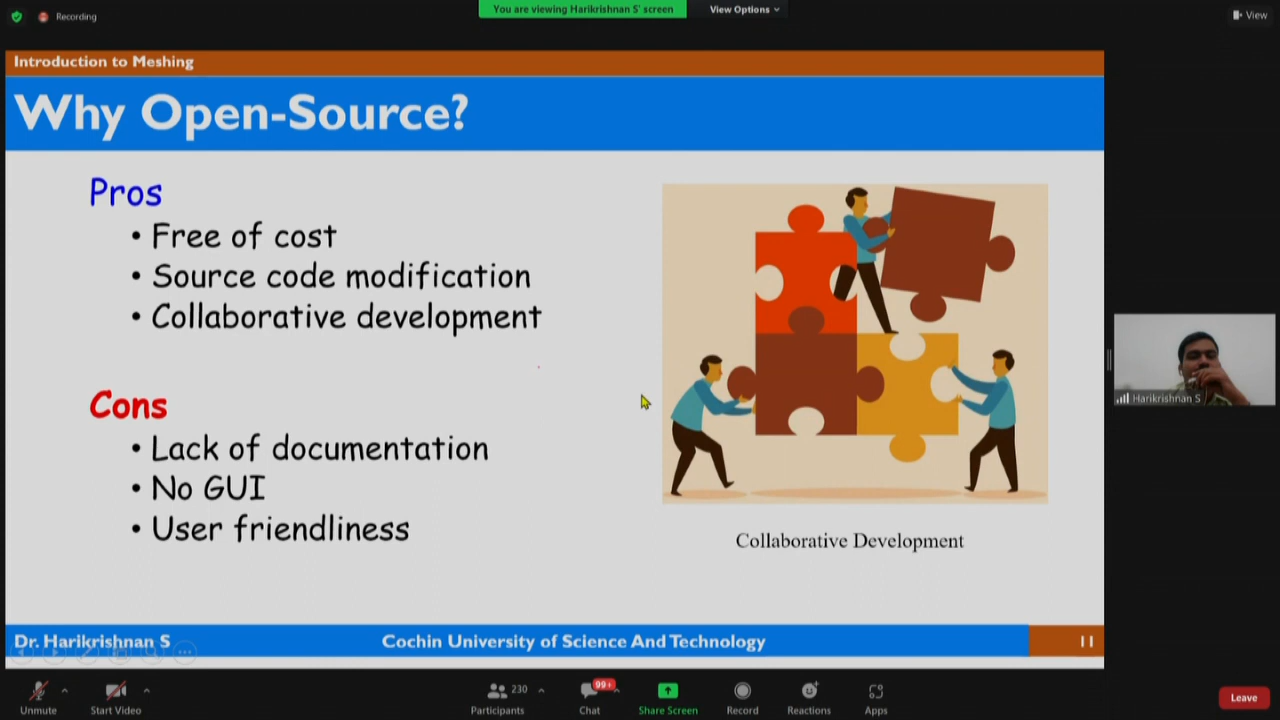 Recording
You are viewing Harikrishnan S' screen
View Options
View
Introduction to Meshing
Why Open-Source?
Pros
• Free of cost
• Source code modification
• Collaborative development
Cons
• Lack of documentation
• No GUI
• User friendliness
Collaborative Development
Harikrishnan S
Dr. Harikrishnan S
Cochin University of Science And Technology
11
Unmute
Start Video
230
Participants
99+
Chat
Share Screen
Record
Reactions
Apps
Leave